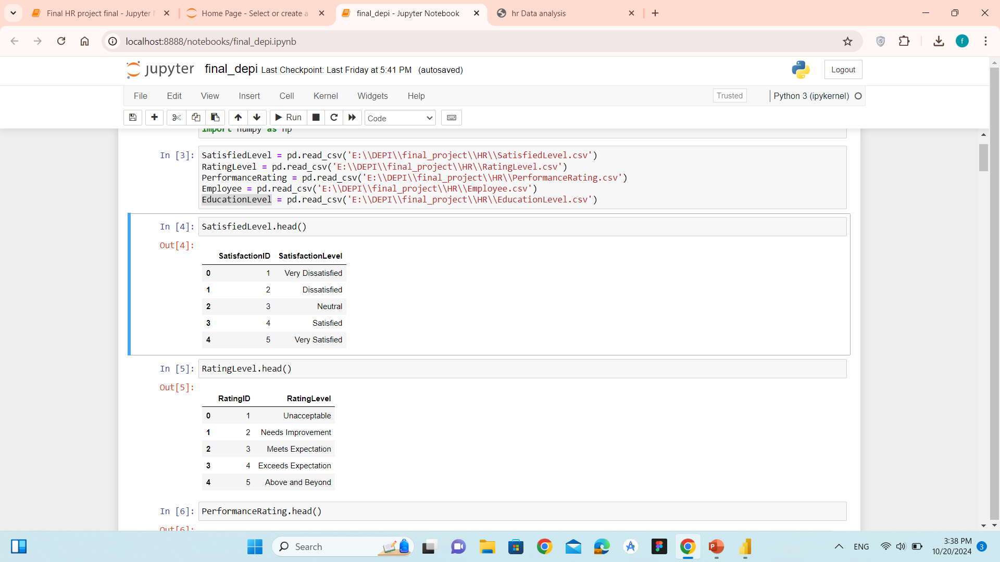 Final HR project final - Jupyter N
Home Page - Select or create a
final_depi - Jupyter Notebook
hr Data analysis
localhost:8888/notebooks/final_depi.ipynb
f
jupyter
final_depi Last Checkpoint: Last Friday at 5:41 PM (autosaved)
Logout
File Edit View Insert Cell Kernel Widgets Help
Trusted
Python 3 (ipykernel)
Run
Code
import numpy as np
In [3]: SatisfiedLevel = pd.read_csv('E:\\DEPI\\final_project\\HR\\SatisfiedLevel.csv')
RatingLevel = pd.read_csv('E:\\DEPI\\final_project\\HR\\RatingLevel.csv')
PerformanceRating = pd.read_csv('E:\\DEPI\\final_project\\HR\\PerformanceRating.csv')
Employee = pd.read_csv('E:\\DEPI\\final_project\\HR\\Employee.csv')
EducationLevel = pd.read_csv('E:\\DEPI\\final_project\\HR\\EducationLevel.csv')
In [4]: SatisfiedLevel.head()
Out[4]:
SatisfactionID SatisfactionLevel
0 1 Very Dissatisfied
1 2 Dissatisfied
2 3 Neutral
3 4 Satisfied
4 5 Very Satisfied
In [5]: RatingLevel.head()
Out[5]:
RatingID RatingLevel
0 1 Unacceptable
1 2 Needs Improvement
2 3 Meets Expectation
3 4 Exceeds Expectation
4 5 Above and Beyond
In [6]: PerformanceRating.head()
Out[6]:
Search
ENG
3:38 PM
10/20/2024
3